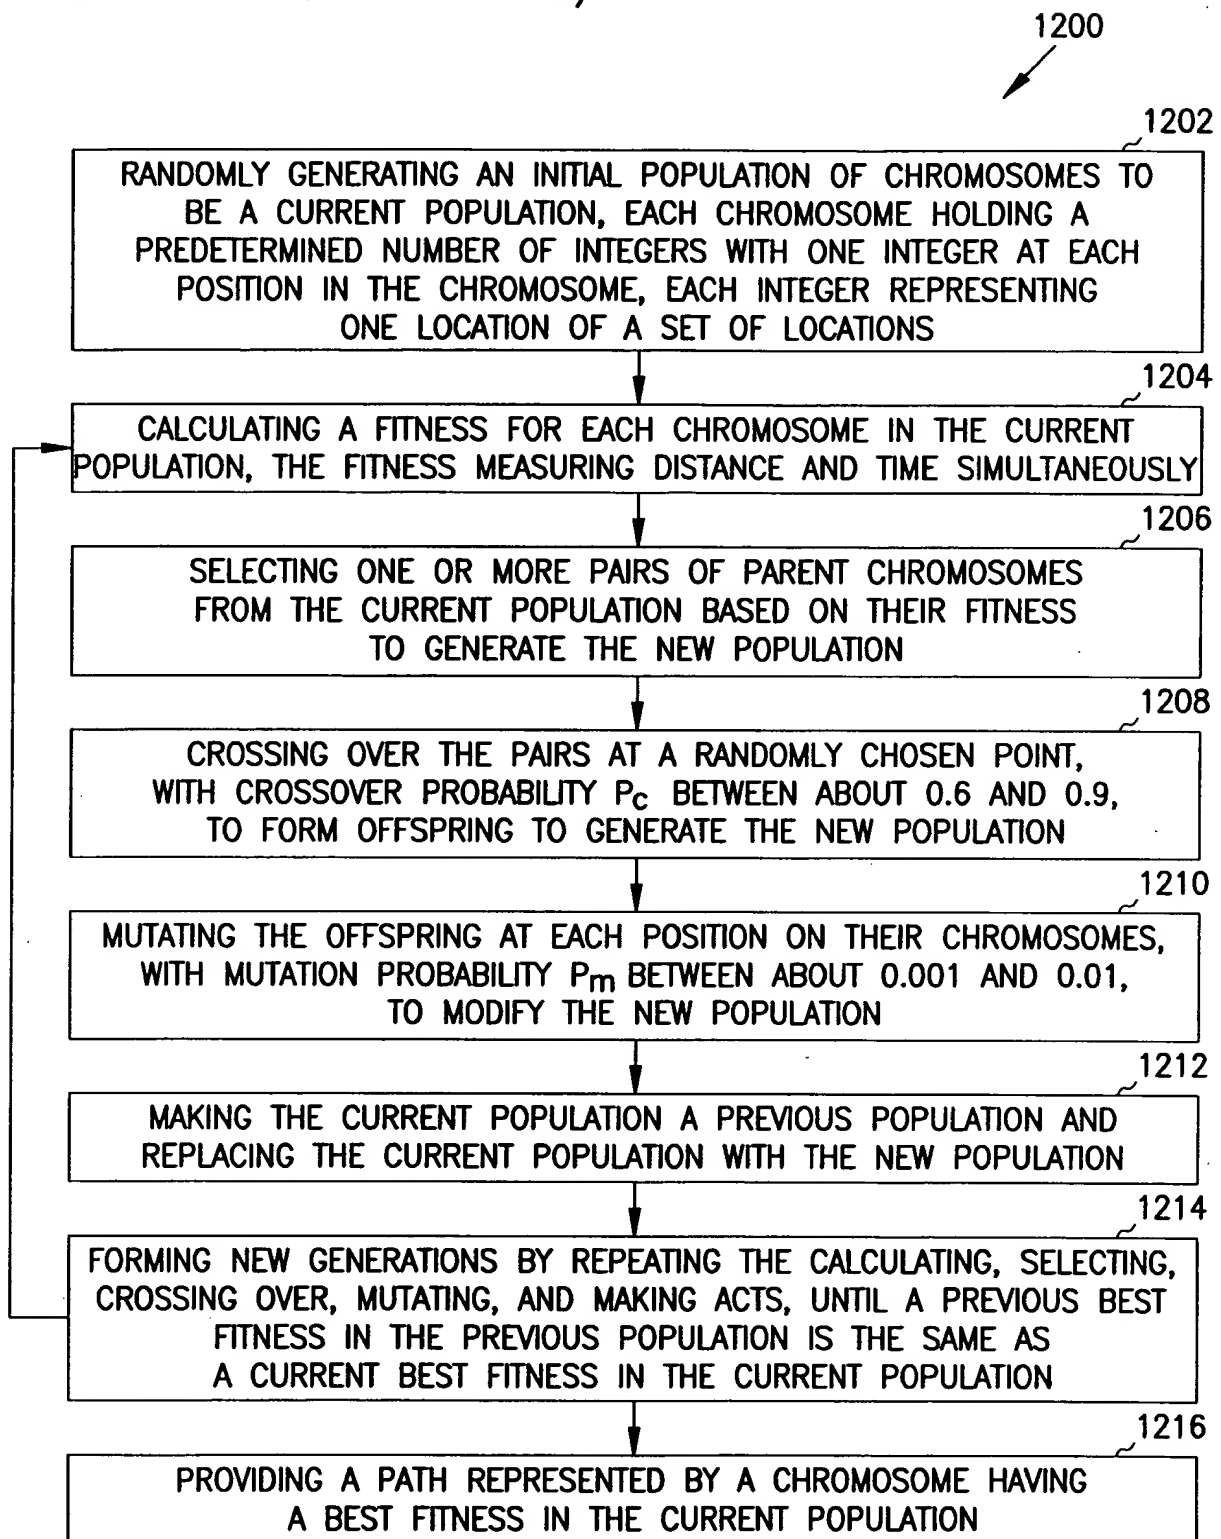 1200
1202
RANDOMLY GENERATING AN INITIAL POPULATION OF CHROMOSOMES TO
BE A CURRENT POPULATION, EACH CHROMOSOME HOLDING A
PREDETERMINED NUMBER OF INTEGERS WITH ONE INTEGER AT EACH
POSITION IN THE CHROMOSOME, EACH INTEGER REPRESENTING
ONE LOCATION OF A SET OF LOCATIONS
1204
CALCULATING A FITNESS FOR EACH CHROMOSOME IN THE CURRENT
POPULATION, THE FITNESS MEASURING DISTANCE AND TIME SIMULTANEOUSLY
1206
SELECTING ONE OR MORE PAIRS OF PARENT CHROMOSOMES
FROM THE CURRENT POPULATION BASED ON THEIR FITNESS
TO GENERATE THE NEW POPULATION
1208
CROSSING OVER THE PAIRS AT A RANDOMLY CHOSEN POINT,
WITH CROSSOVER PROBABILITY Pc BETWEEN ABOUT 0.6 AND 0.9,
TO FORM OFFSPRING TO GENERATE THE NEW POPULATION
1210
MUTATING THE OFFSPRING AT EACH POSITION ON THEIR CHROMOSOMES,
WITH MUTATION PROBABILITY Pm BETWEEN ABOUT 0.001 AND 0.01,
TO MODIFY THE NEW POPULATION
1212
MAKING THE CURRENT POPULATION A PREVIOUS POPULATION AND
REPLACING THE CURRENT POPULATION WITH THE NEW POPULATION
1214
FORMING NEW GENERATIONS BY REPEATING THE CALCULATING, SELECTING,
CROSSING OVER, MUTATING, AND MAKING ACTS, UNTIL A PREVIOUS BEST
FITNESS IN THE PREVIOUS POPULATION IS THE SAME AS
A CURRENT BEST FITNESS IN THE CURRENT POPULATION
1216
PROVIDING A PATH REPRESENTED BY A CHROMOSOME HAVING
A BEST FITNESS IN THE CURRENT POPULATION